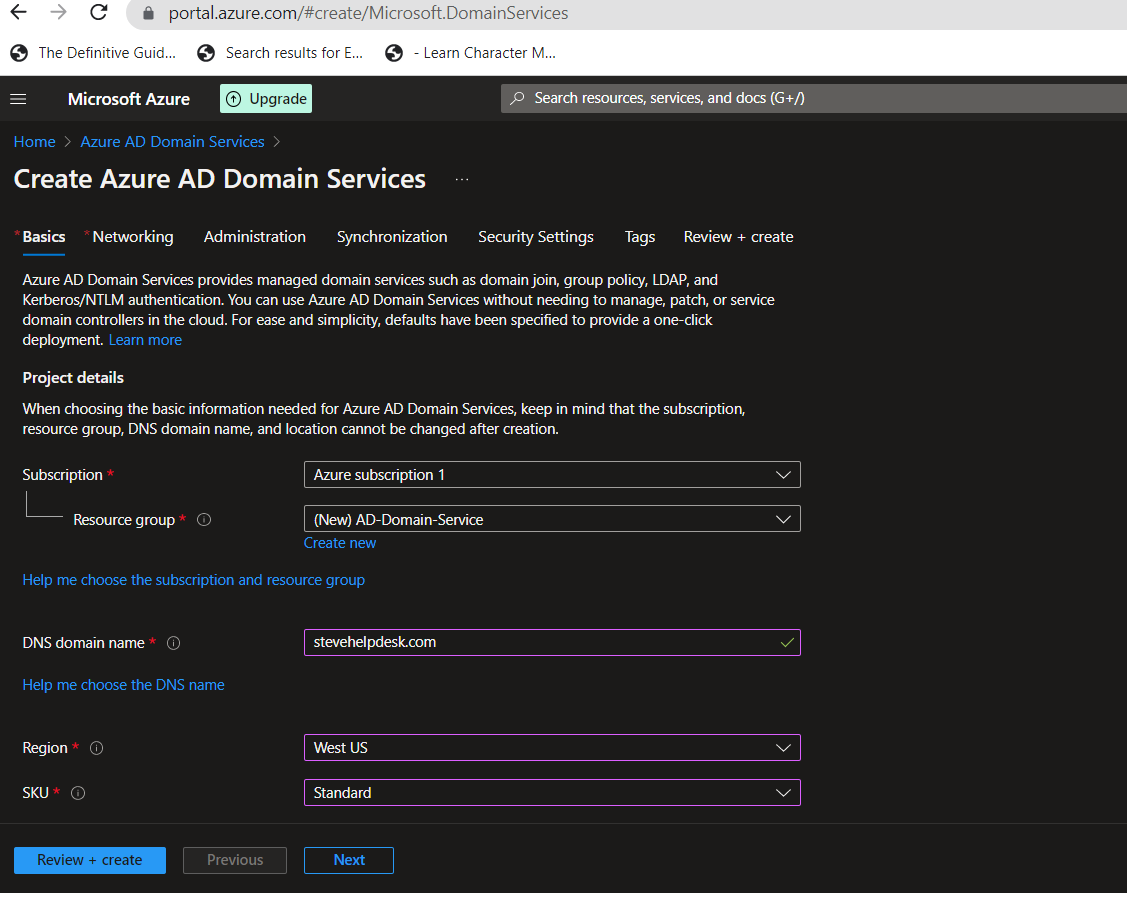 portal.azure.com/#create/Microsoft.DomainServices
The Definitive Guid... Search results for E... - Learn Character M...
Microsoft Azure Upgrade Search resources, services, and docs (G+/)
Home > Azure AD Domain Services >
Create Azure AD Domain Services ...
* Basics * Networking Administration Synchronization Security Settings Tags Review + create
Azure AD Domain Services provides managed domain services such as domain join, group policy, LDAP, and
Kerberos/NTLM authentication. You can use Azure AD Domain Services without needing to manage, patch, or service
domain controllers in the cloud. For ease and simplicity, defaults have been specified to provide a one-click
deployment. Learn more
Project details
When choosing the basic information needed for Azure AD Domain Services, keep in mind that the subscription,
resource group, DNS domain name, and location cannot be changed after creation.
Subscription * Azure subscription 1
Resource group * (New) AD-Domain-Service
Create new
Help me choose the subscription and resource group
DNS domain name * stevehelpdesk.com
Help me choose the DNS name
Region * West US
SKU * Standard
Review + create Previous Next